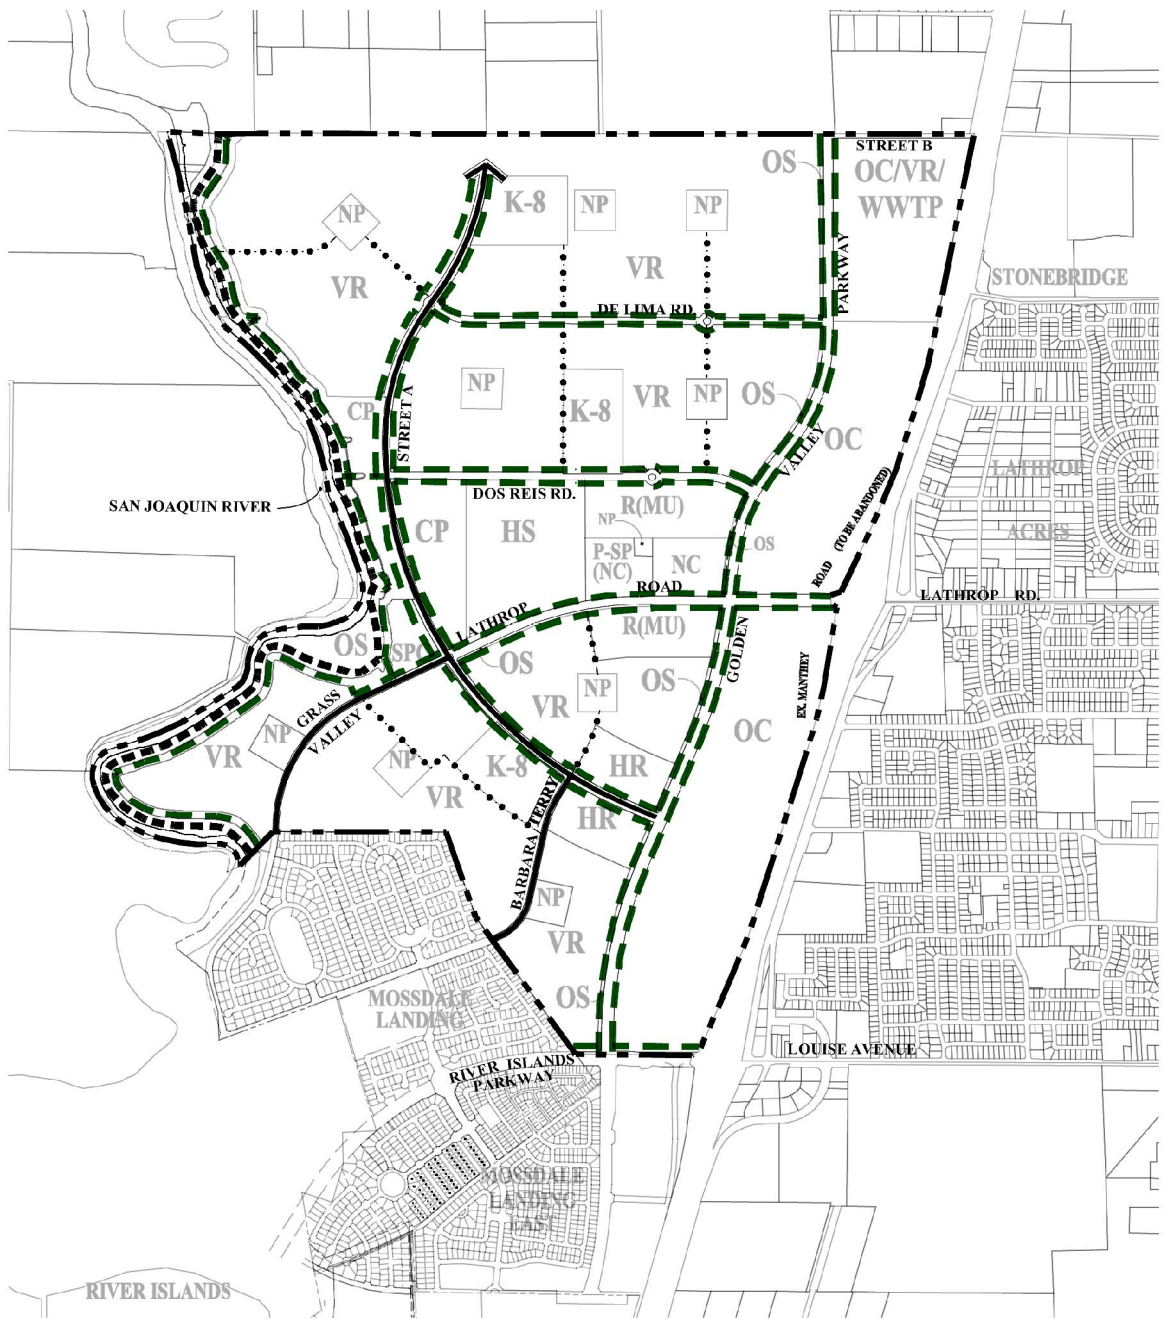 STREET B
OS
OC/VR/
WWTP
K-8
NP
NP
NP
PARKWAY
VR
VR
STONEBRIDGE
DE LIMA RD.
NP
NP
VR
OS
CP
K-8
STREET A
VALLEY
OC
LATHROP
ACRES
SAN JOAQUIN RIVER
DOS REIS RD.
R(MU)
CP
HS
NP
P-SP
(NC)
NC
OS
ROAD (TO BE ABANDONED)
ROAD
LATHROP RD.
LATHROP
R(MU)
OS
SPC
OS
OS
GOLDEN
EX. MANTHEY
NP
VR
GRASS
VALLEY
NP
VR
OC
NP
K-8
HR
VR
HR
BARBARA TERRY
NP
VR
OS
MOSSDALE
LANDING
LOUISE AVENUE
RIVER ISLANDS
PARKWAY
MOSSDALE
LANDING
EAST
RIVER ISLANDS